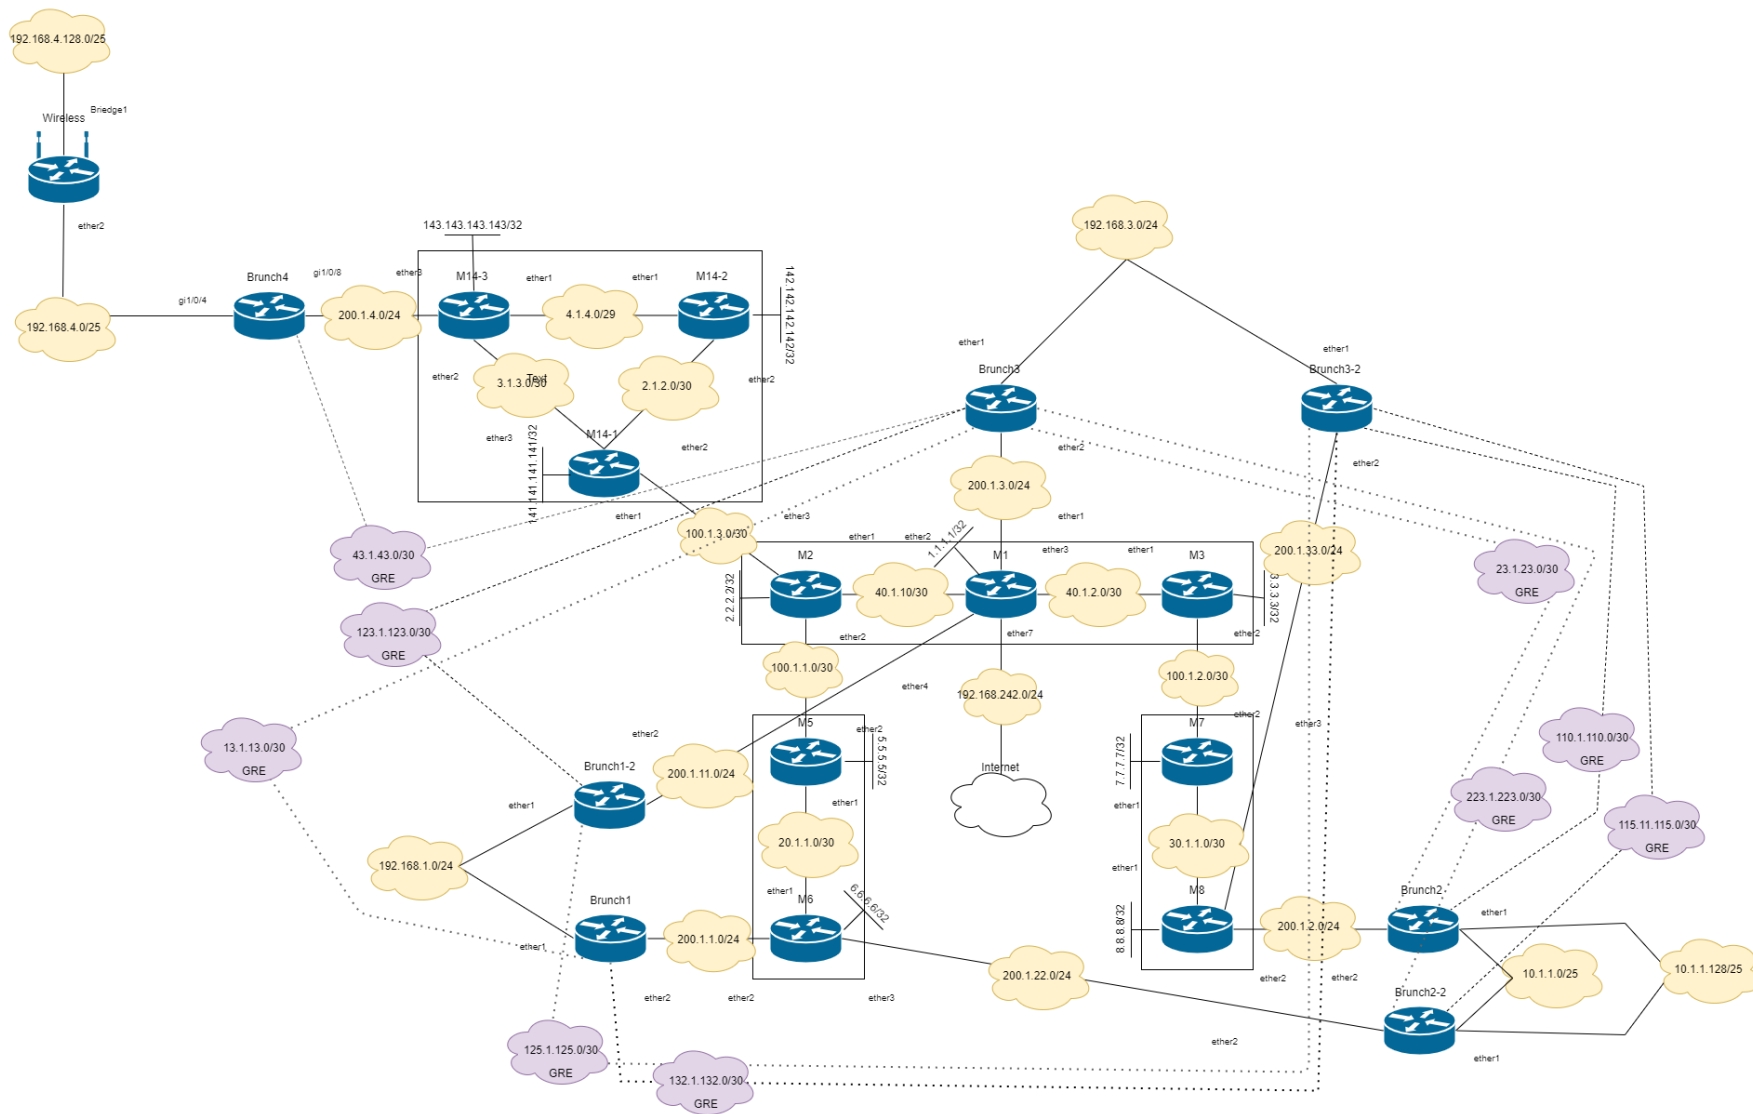 192.168.4.128.0/25
Briedge1
Wireless
ether2
143.143.143.143/32
192.168.3.0/24
Brunch4
gi1/0/8
ether3
M14-3
ether1
ether1
M14-2
142.142.142.142/32
gi1/0/4
192.168.4.0/25
200.1.4.0/24
4.1.4.0/29
ether1
ether1
Brunch3
Brunch3-2
ether2
3.1.3.0/30
Text
2.1.2.0/30
ether2
ether3
M14-1
ether2
141.141.141.141/32
ether2
ether2
200.1.3.0/24
ether1
ether3
100.1.3.0/30
ether1
ether2
1.1.1.1/32
ether1
43.1.43.0/30
GRE
M2
M1
ether3
ether1
M3
200.1.33.0/24
23.1.23.0/30
GRE
2.2.2.2/32
40.1.10/30
40.1.2.0/30
3.3.3.3/32
123.1.123.0/30
GRE
ether2
ether7
ether2
100.1.1.0/30
100.1.2.0/30
ether4
192.168.242.0/24
13.1.13.0/30
GRE
ether2
M5
ether2
M7
ether2
ether3
110.1.110.0/30
GRE
Brunch1-2
200.1.11.0/24
5.5.5.5/32
Internet
7.7.7.7/32
ether1
ether1
ether1
223.1.223.0/30
GRE
115.11.115.0/30
GRE
192.168.1.0/24
20.1.1.0/30
30.1.1.0/30
ether1
ether1
M6
6.6.6.6/32
M8
Brunch1
Brunch2
ether1
200.1.1.0/24
8.8.8.8/32
200.1.2.0/24
ether1
200.1.22.0/24
10.1.1.0/25
10.1.1.128/25
ether2
ether2
ether3
ether2
ether2
Brunch2-2
125.1.125.0/30
GRE
ether2
ether1
132.1.132.0/30
GRE